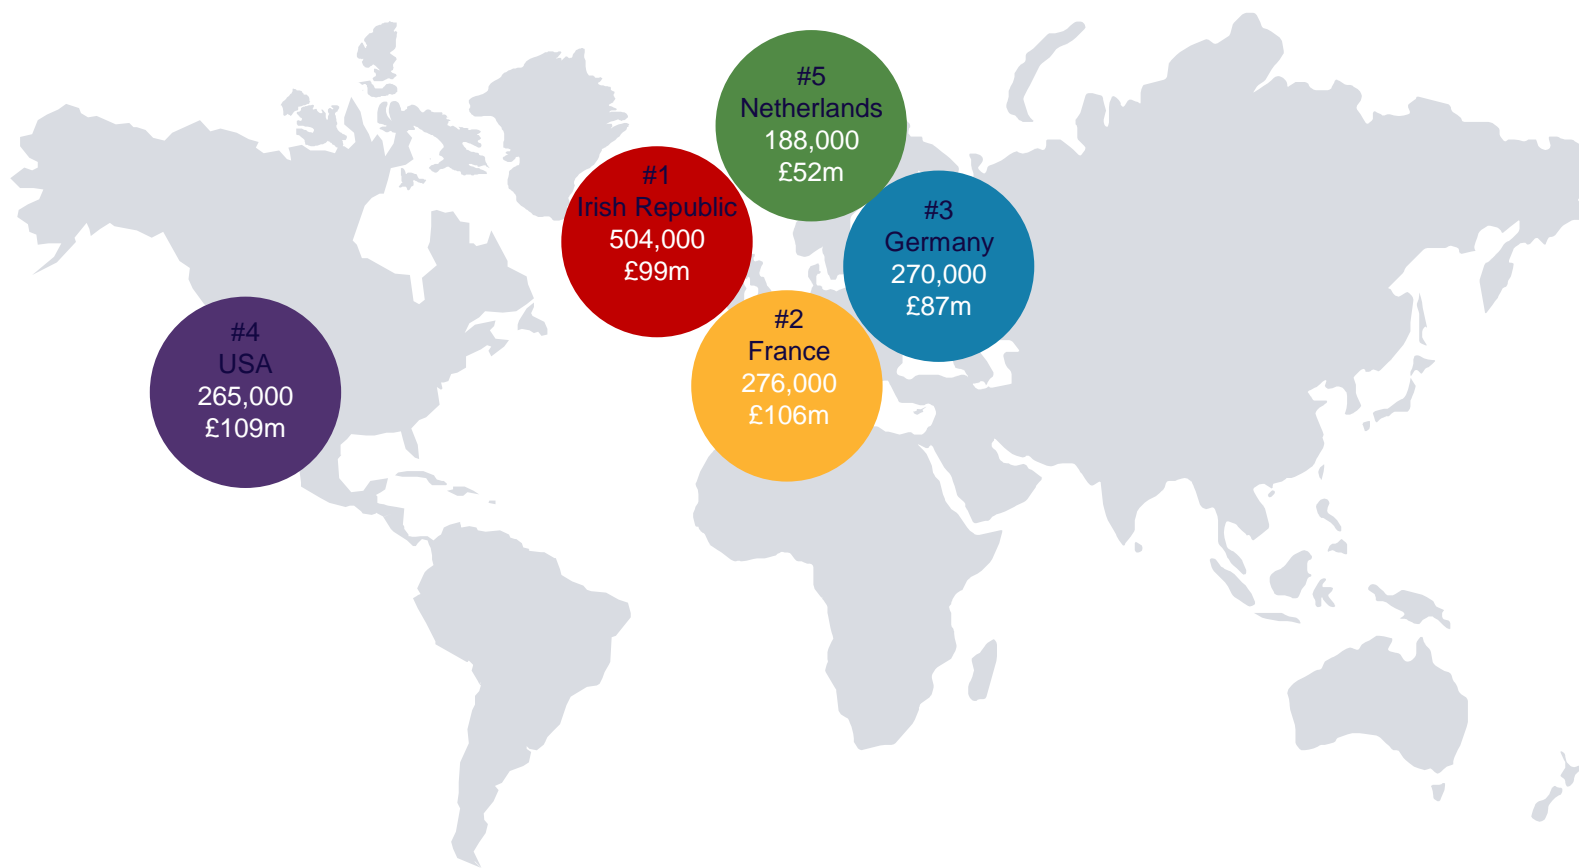 #5
Netherlands
188,000
£52m
#1
Irish Republic
504,000
£99m
#3
Germany
270,000
£87m
#2
France
276,000
£106m
#4
USA
265,000
£109m